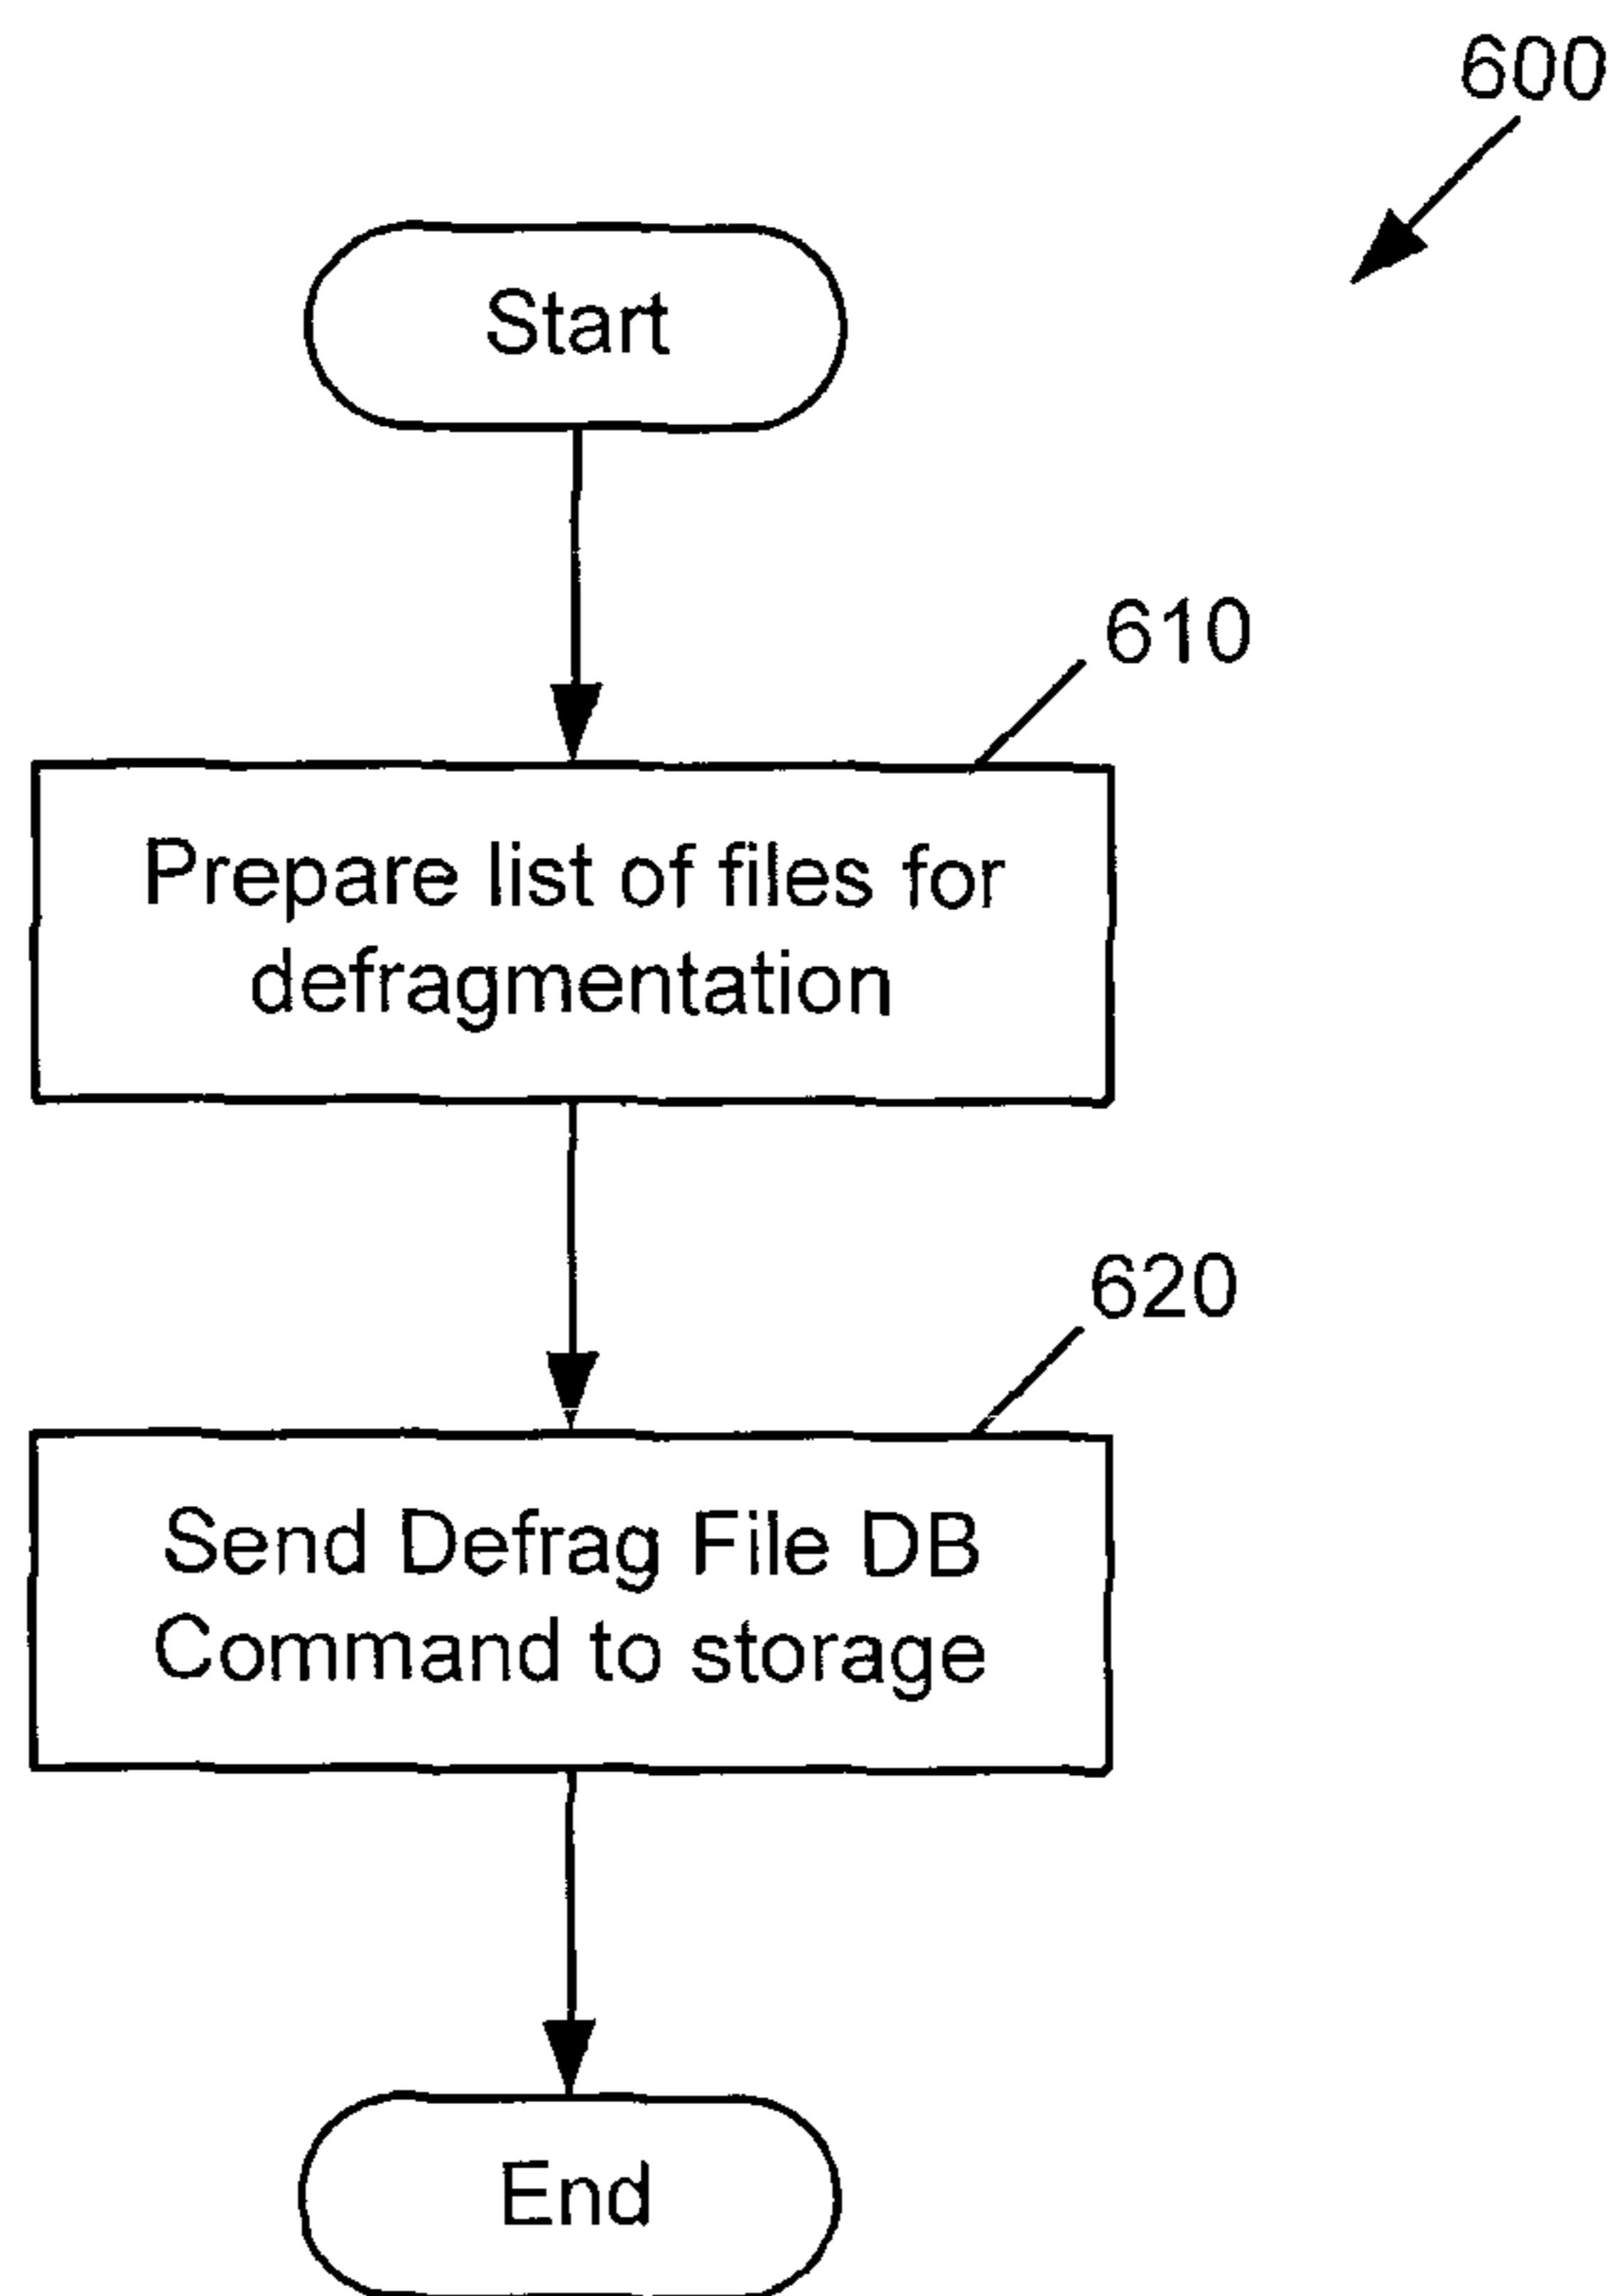 600
Start
610
Prepare list of files for
defragmentation
620
Send Defrag File DB
Command to storage
End